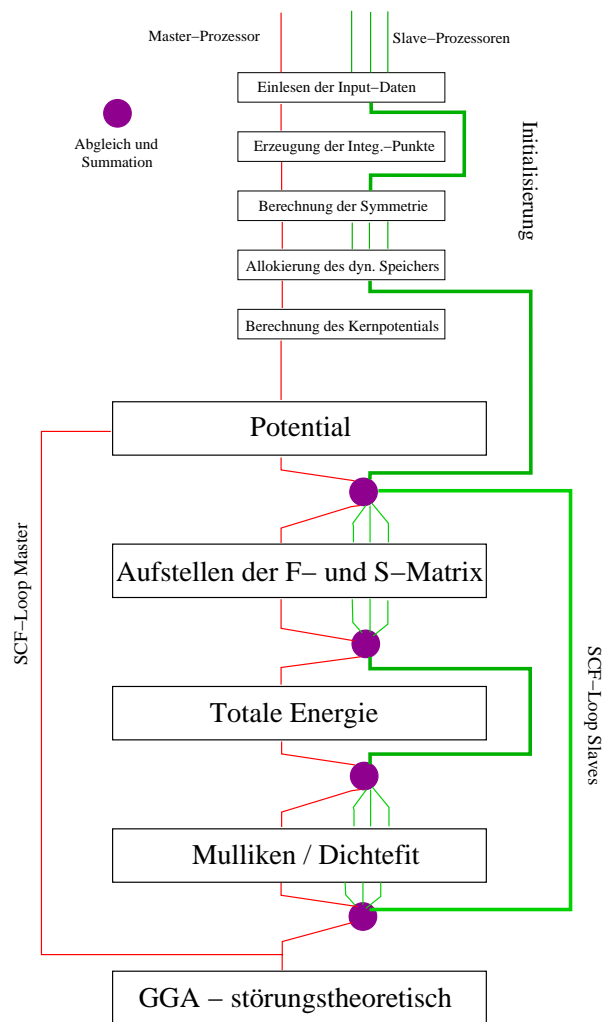 Master–Prozessor
Slave–Prozessoren
Einlesen der Input–Daten
Abgleich und
Summation
Erzeugung der Integ.–Punkte
Initialisierung
Berechnung der Symmetrie
Allokierung des dyn. Speichers
Berechnung des Kernpotentials
Potential
SCF–Loop Master
Aufstellen der F– und S–Matrix
SCF–Loop Slaves
Totale Energie
Mulliken / Dichtefit
GGA – störungstheoretisch